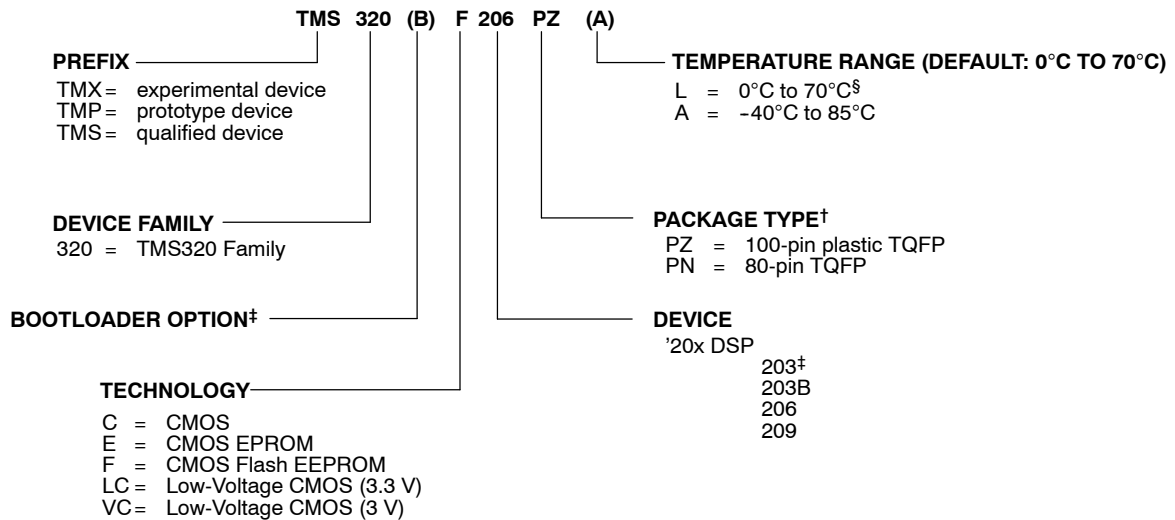 TMS 320 (B) F 206 PZ (A)
PREFIX
TMX = experimental device
TMP = prototype device
TMS = qualified device
TEMPERATURE RANGE (DEFAULT: 0°C TO 70°C)
L = 0°C to 70°C§
A = −40°C to 85°C
DEVICE FAMILY
320 = TMS320 Family
PACKAGE TYPE†
PZ = 100-pin plastic TQFP
PN = 80-pin TQFP
BOOTLOADER OPTION‡
DEVICE
’20x DSP
203‡
203B
206
209
TECHNOLOGY
C = CMOS
E = CMOS EPROM
F = CMOS Flash EEPROM
LC = Low-Voltage CMOS (3.3 V)
VC = Low-Voltage CMOS (3 V)